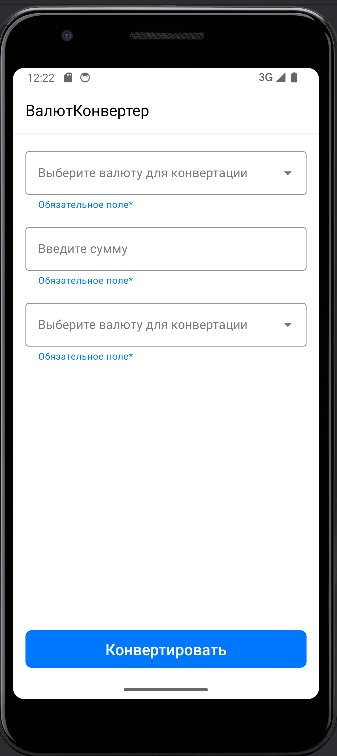 12:22 3G
ВалютКонвертер
Выберите валюту для конвертации
Обязательное поле*
Введите сумму
Обязательное поле*
Выберите валюту для конвертации
Обязательное поле*
Конвертировать